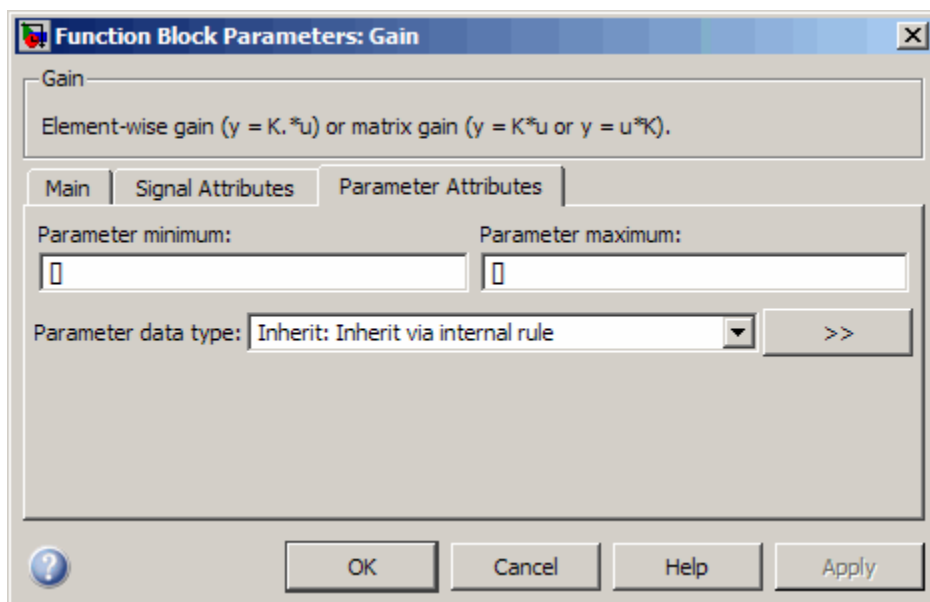 Function Block Parameters: Gain
Gain
Element-wise gain (y = K.*u) or matrix gain (y = K*u or y = u*K).
Main Signal Attributes Parameter Attributes
Parameter minimum: Parameter maximum:
[] []
Parameter data type: Inherit: Inherit via internal rule >>
OK Cancel Help Apply